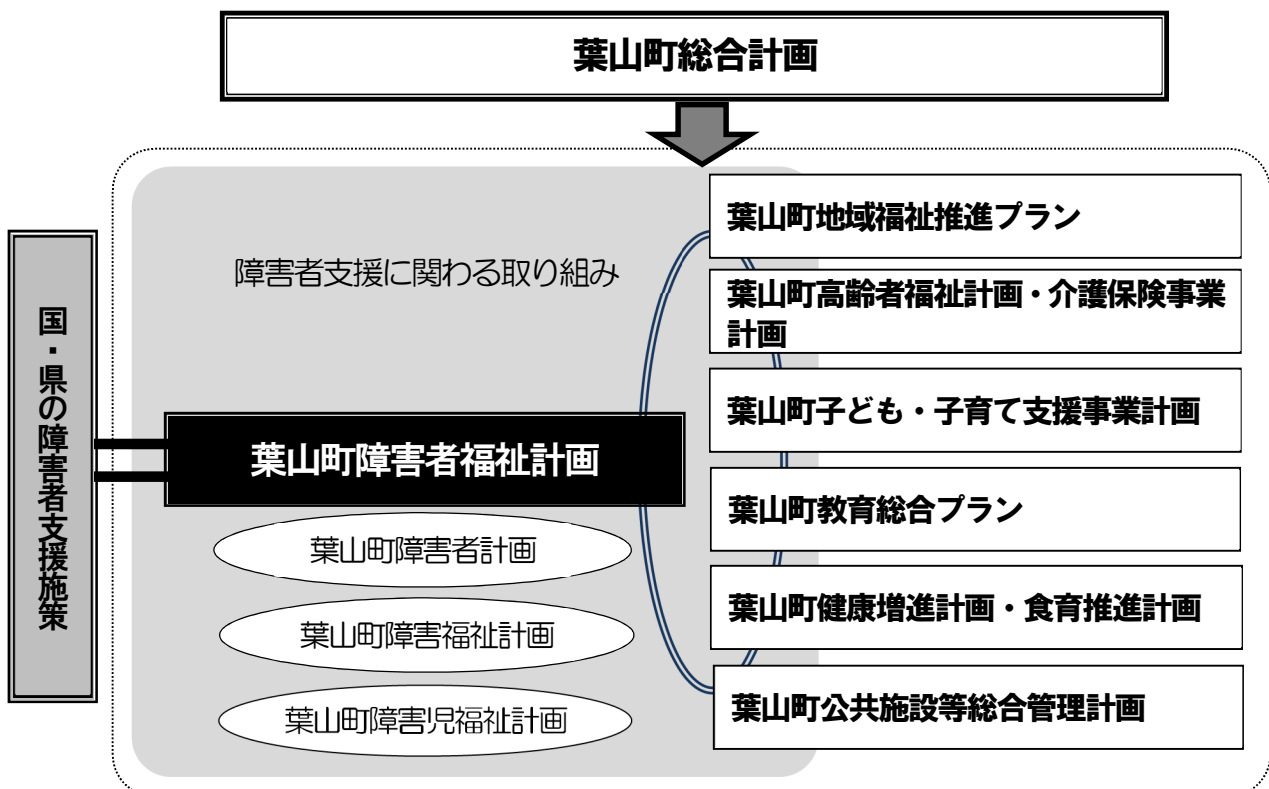 葉山町総合計画
国・県の障害者支援施策
障害者支援に関わる取り組み
葉山町障害者福祉計画
葉山町障害者計画
葉山町障害福祉計画
葉山町障害児福祉計画
葉山町地域福祉推進プラン
葉山町高齢者福祉計画・介護保険事業
計画
葉山町子ども・子育て支援事業計画
葉山町教育総合プラン
葉山町健康増進計画・食育推進計画
葉山町公共施設等総合管理計画